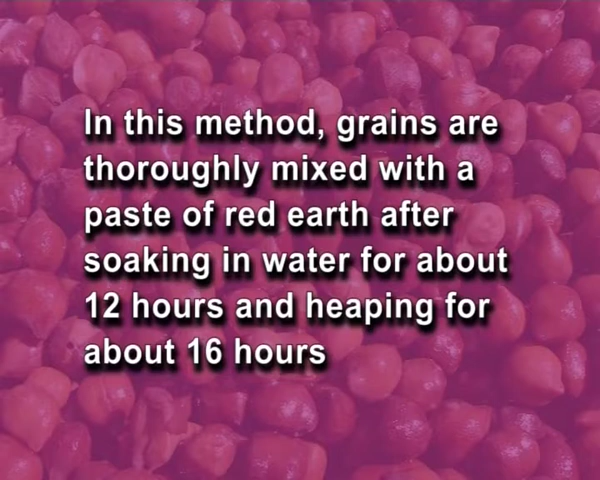 In this method, grains are
thoroughly mixed with a
paste of red earth after
soaking in water for about
12 hours and heaping for
about 16 hours